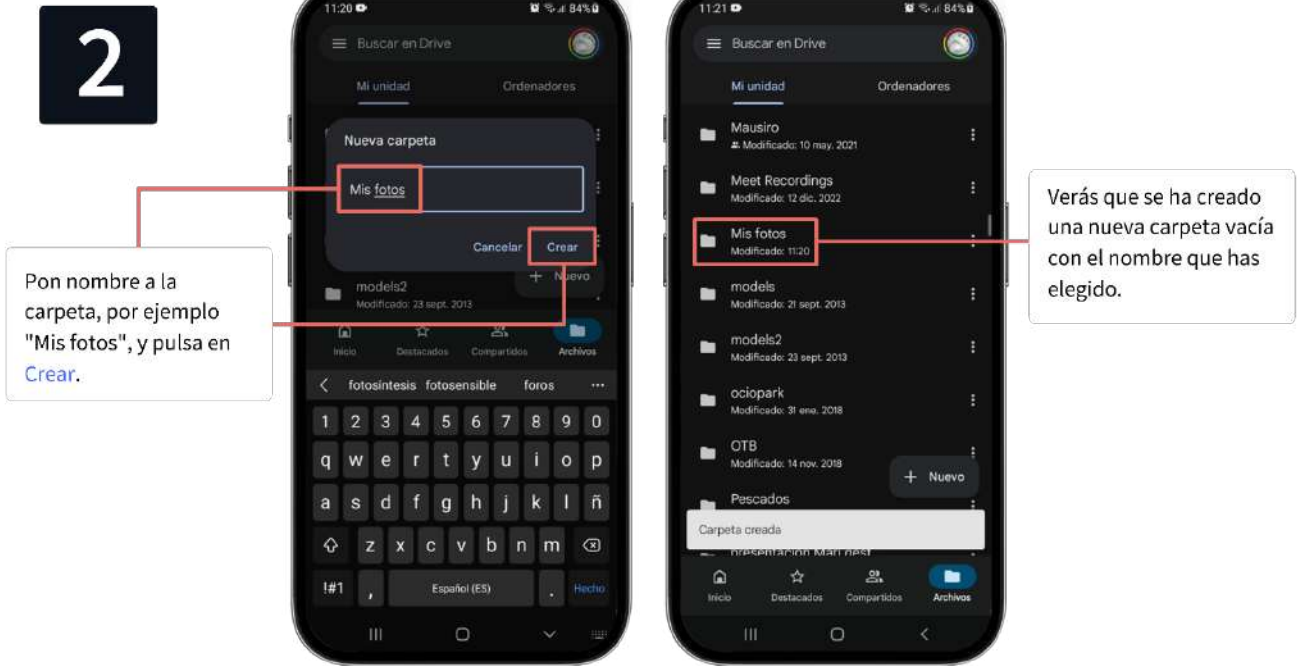 2
Pon nombre a la
carpeta, por ejemplo
"Mis fotos", y pulsa en
Crear.
11:20
84%
Buscar en Drive
Mi unidad
Ordenadores
Nueva carpeta
Mis fotos
Cancelar
Crear
+ Nuevo
models2
Modificado: 23 sept. 2013
Inicio
Destacados
Compartidos
Archivos
fotosíntesis fotosensible foros
1 2 3 4 5 6 7 8 9 0
q w e r t y u i o p
a s d f g h j k l ñ
z x c v b n m
!#1 , Español (ES) . Hecho
11:21
84%
Buscar en Drive
Mi unidad
Ordenadores
Mausiro
Modificado: 10 may. 2021
Meet Recordings
Modificado: 12 dic. 2022
Mis fotos
Modificado: 11:20
models
Modificado: 21 sept. 2013
models2
Modificado: 23 sept. 2013
ociopark
Modificado: 31 ene. 2018
OTB
Modificado: 14 nov. 2018
+ Nuevo
Pescados
Carpeta creada
presentacion Mari gest
Inicio
Destacados
Compartidos
Archivos
Verás que se ha creado
una nueva carpeta vacía
con el nombre que has
elegido.